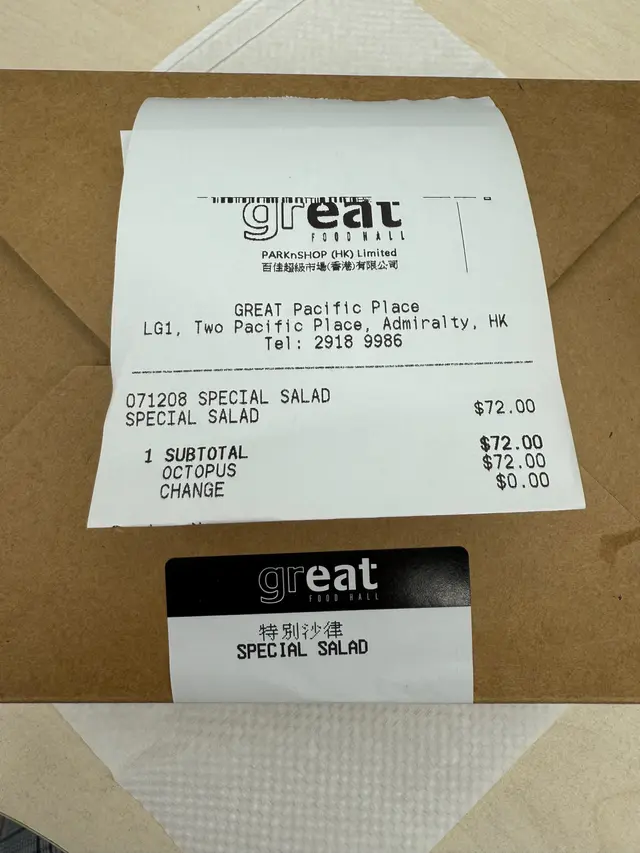 great
FOOD HALL
PARKnSHOP (HK) Limited
百佳超級市場(香港)有限公司
GREAT Pacific Place
LG1, Two Pacific Place, Admiralty, HK
Tel: 2918 9986
071208 SPECIAL SALAD
SPECIAL SALAD $72.00
1 SUBTOTAL $72.00
OCTOPUS $72.00
CHANGE $0.00
great
FOOD HALL
特別沙律
SPECIAL SALAD